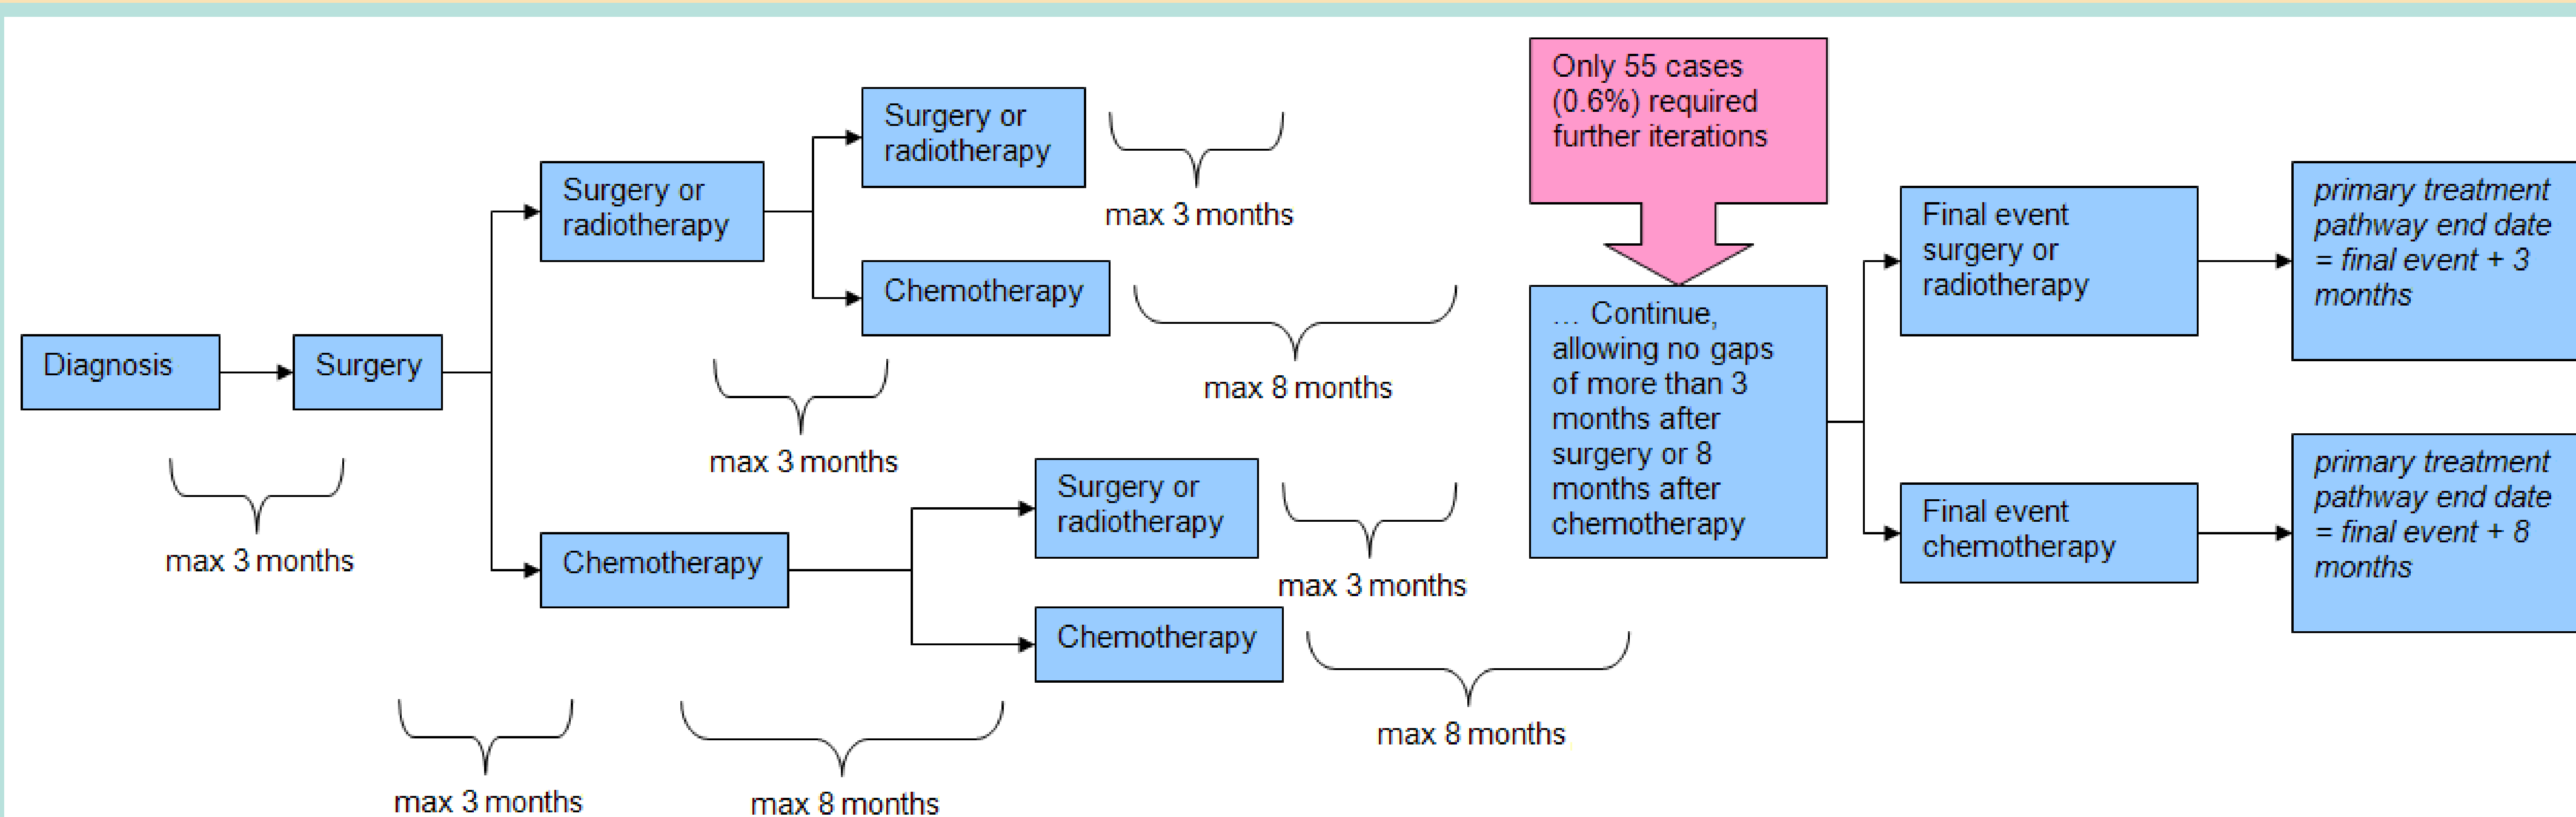 Diagnosis
max 3 months
Surgery
max 3 months
Surgery or
radiotherapy
max 3 months
Chemotherapy
max 8 months
Surgery or
radiotherapy
max 3 months
Chemotherapy
max 8 months
Surgery or
radiotherapy
max 3 months
Chemotherapy
max 8 months
Only 55 cases
(0.6%) required
further iterations
... Continue,
allowing no gaps
of more than 3
months after
surgery or 8
months after
chemotherapy
Final event
surgery or
radiotherapy
primary treatment
pathway end date
= final event + 3
months
Final event
chemotherapy
primary treatment
pathway end date
= final event + 8
months